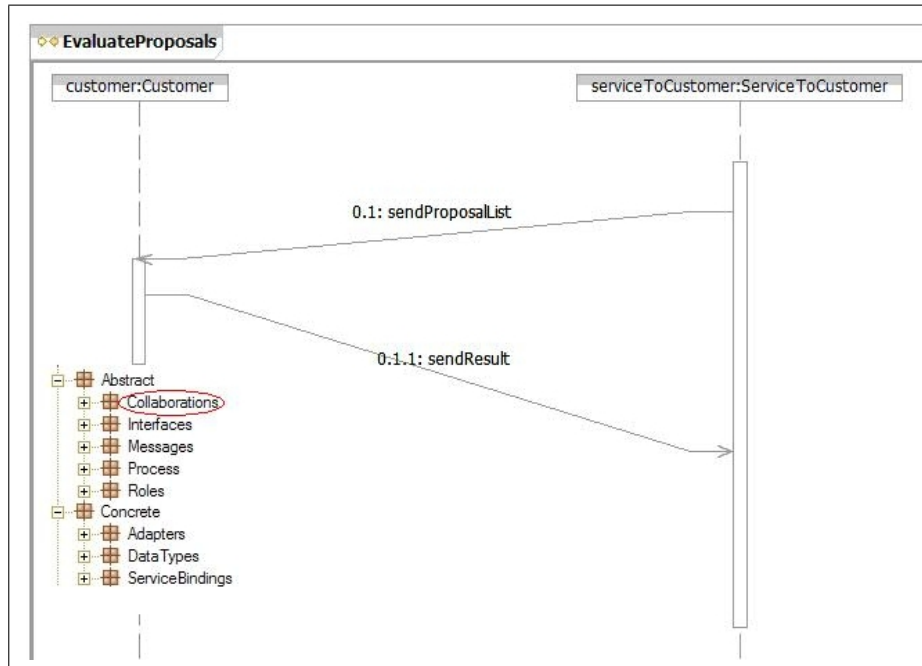 EvaluateProposals
customer:Customer
serviceToCustomer:ServiceToCustomer
0.1: sendProposalList
0.1.1: sendResult
Abstract
Collaborations
Interfaces
Messages
Process
Roles
Concrete
Adapters
DataTypes
ServiceBindings